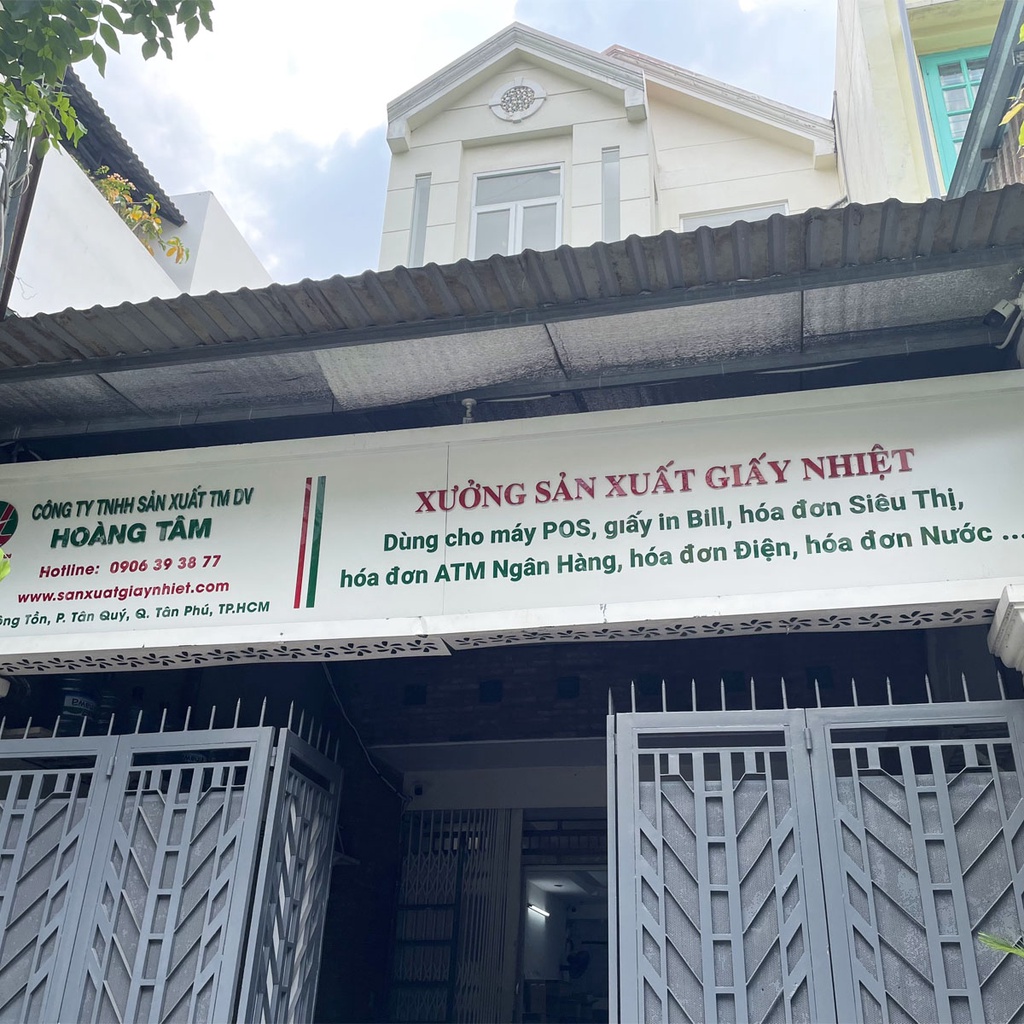 CÔNG TY TNHH SẢN XUẤT TM DV
HOÀNG TÂM
Hotline: 0906 39 38 77
www.sanxuatgiaynhiet.com
Tồn, P. Tân Quý, Q. Tân Phú, TP.HCM
XƯỞNG SẢN XUẤT GIẤY NHIỆT
Dùng cho máy POS, giấy in Bill, hóa đơn Siêu Thị,
hóa đơn ATM Ngân Hàng, hóa đơn Điện, hóa đơn Nước ...